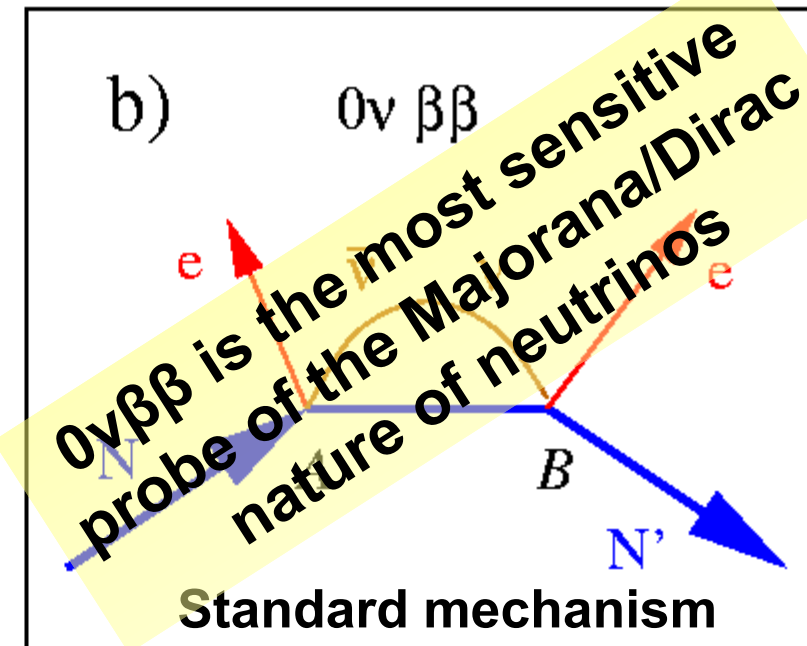 b)
0ν ββ
e
ν̄
e
0νββ is the most sensitive
probe of the Majorana/Dirac
nature of neutrinos
N
A
B
N’
Standard mechanism